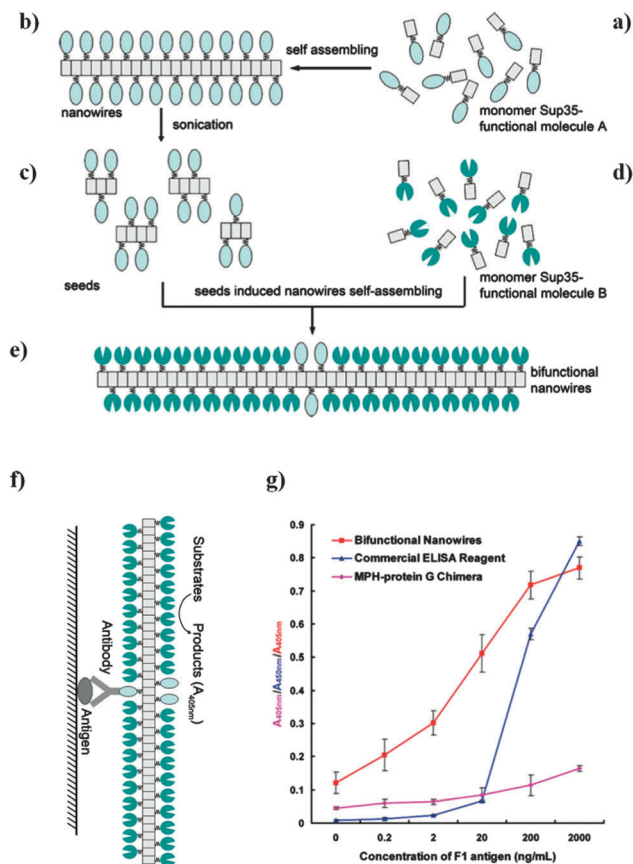 b)
self assembling
a)
nanowires
sonication
monomer Sup35-
functional molecule A
c)
d)
seeds
seeds induced nanowires self-assembling
monomer Sup35-
functional molecule B
e)
bifunctional
nanowires
f)
Substrates
Products (A405nm)
Antibody
Antigen
g)
0.9
0.8
0.7
0.6
0.5
0.4
0.3
0.2
0.1
0
Bifunctional Nanowires
Commercial ELISA Reagent
MPH-protein G Chimera
A405nm/A450nm/A405nm
0 0.2 2 20 200 2000
Concentration of F1 antigen (ng/mL)